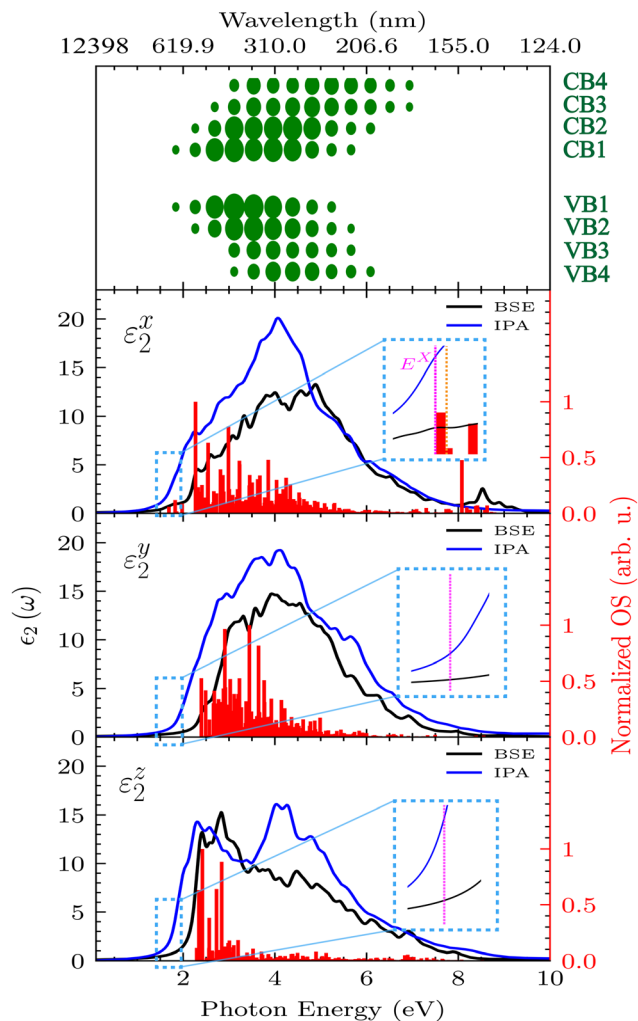 Wavelength (nm)
12398 619.9 310.0 206.6 155.0 124.0
CB4
CB3
CB2
CB1
VB1
VB2
VB3
VB4
ε₂ˣ
BSE
IPA
Eˣ
20
15
10
5
0
1
0.5
0.0
ε₂ʸ
BSE
IPA
20
15
10
5
0
1
0.5
0.0
ε₂ᶻ
BSE
IPA
20
15
10
5
0
1
0.5
0.0
ϵ₂(ω)
Normalized OS (arb. u.)
2 4 6 8 10
Photon Energy (eV)